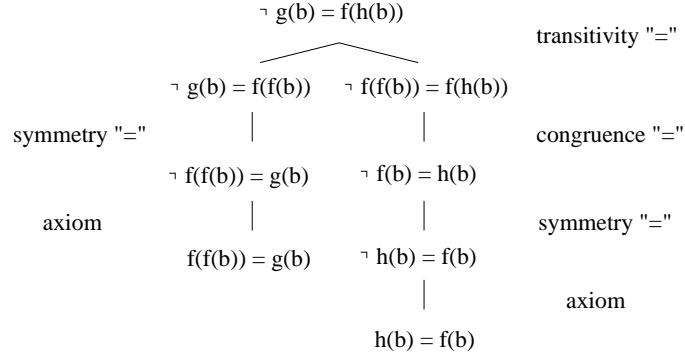 ¬ g(b) = f(h(b))
transitivity "="
¬ g(b) = f(f(b)) ¬ f(f(b)) = f(h(b))
symmetry "=" congruence "="
¬ f(f(b)) = g(b) ¬ f(b) = h(b)
axiom symmetry "="
f(f(b)) = g(b) ¬ h(b) = f(b)
axiom
h(b) = f(b)